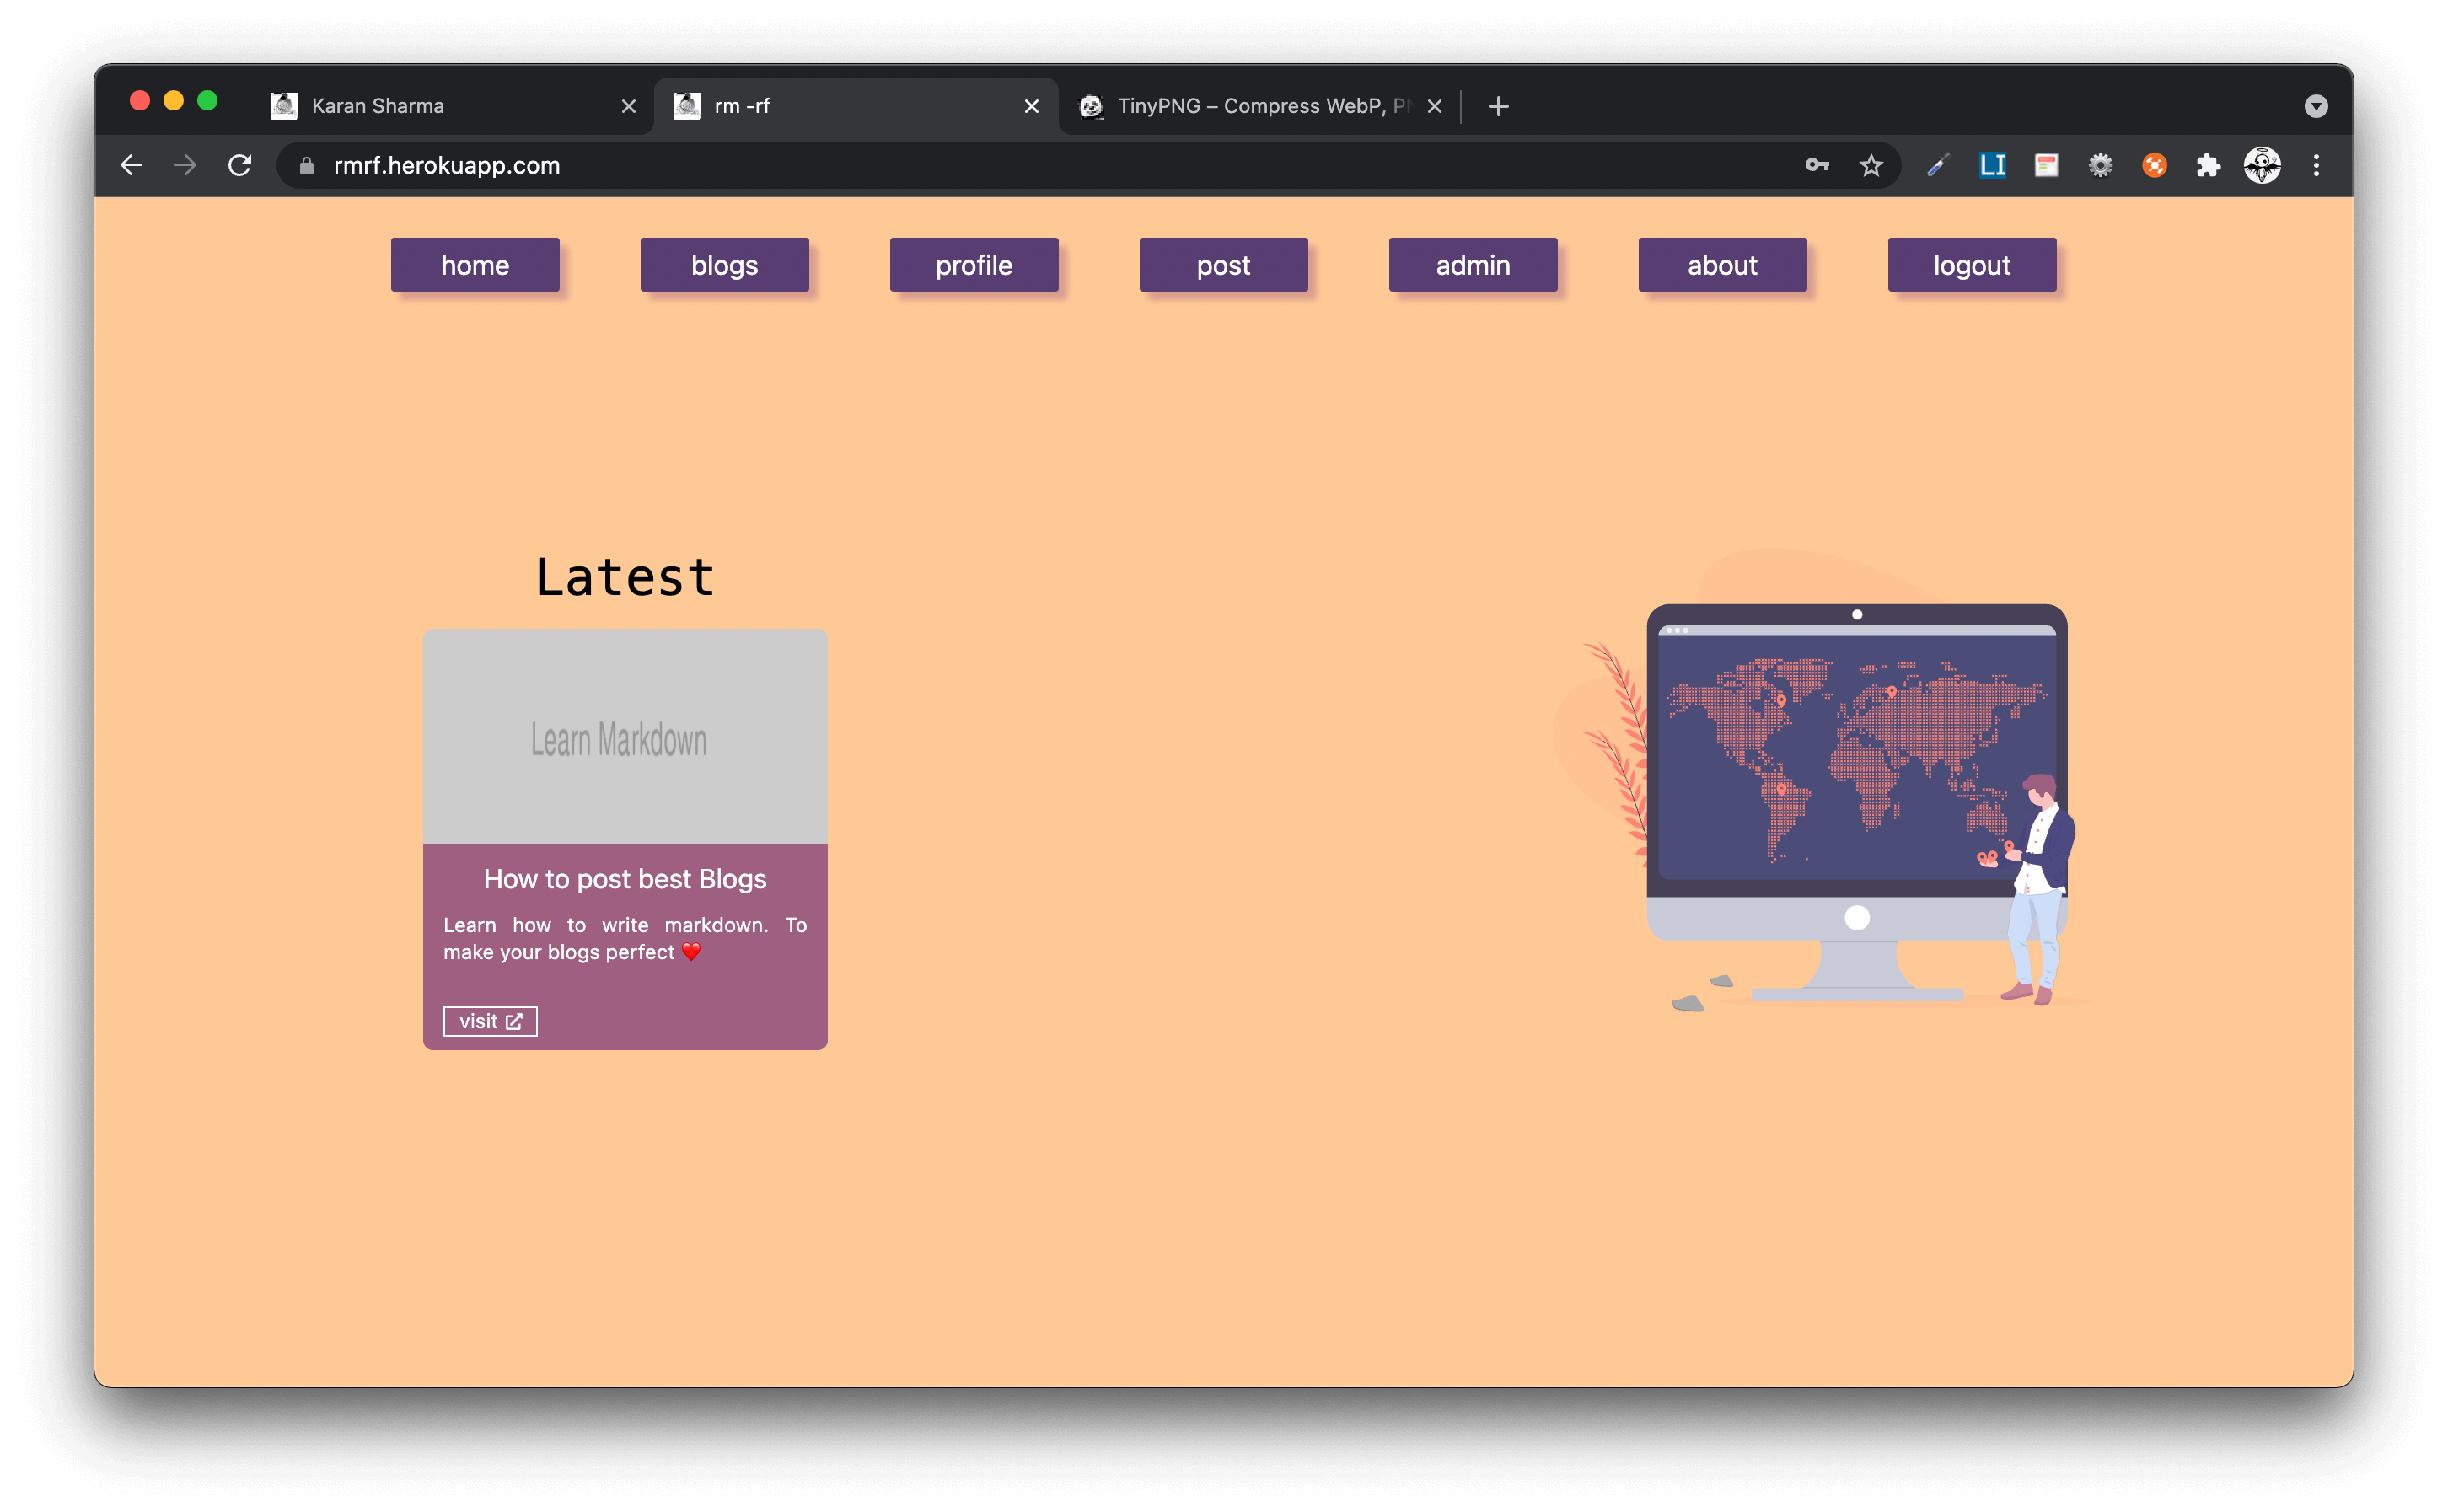 Karan Sharma
rm -rf
TinyPNG – Compress WebP, PN
rmrf.herokuapp.com
LI
home
blogs
profile
post
admin
about
logout
Latest
Learn Markdown
How to post best Blogs
Learn how to write markdown. To
make your blogs perfect ❤️
visit